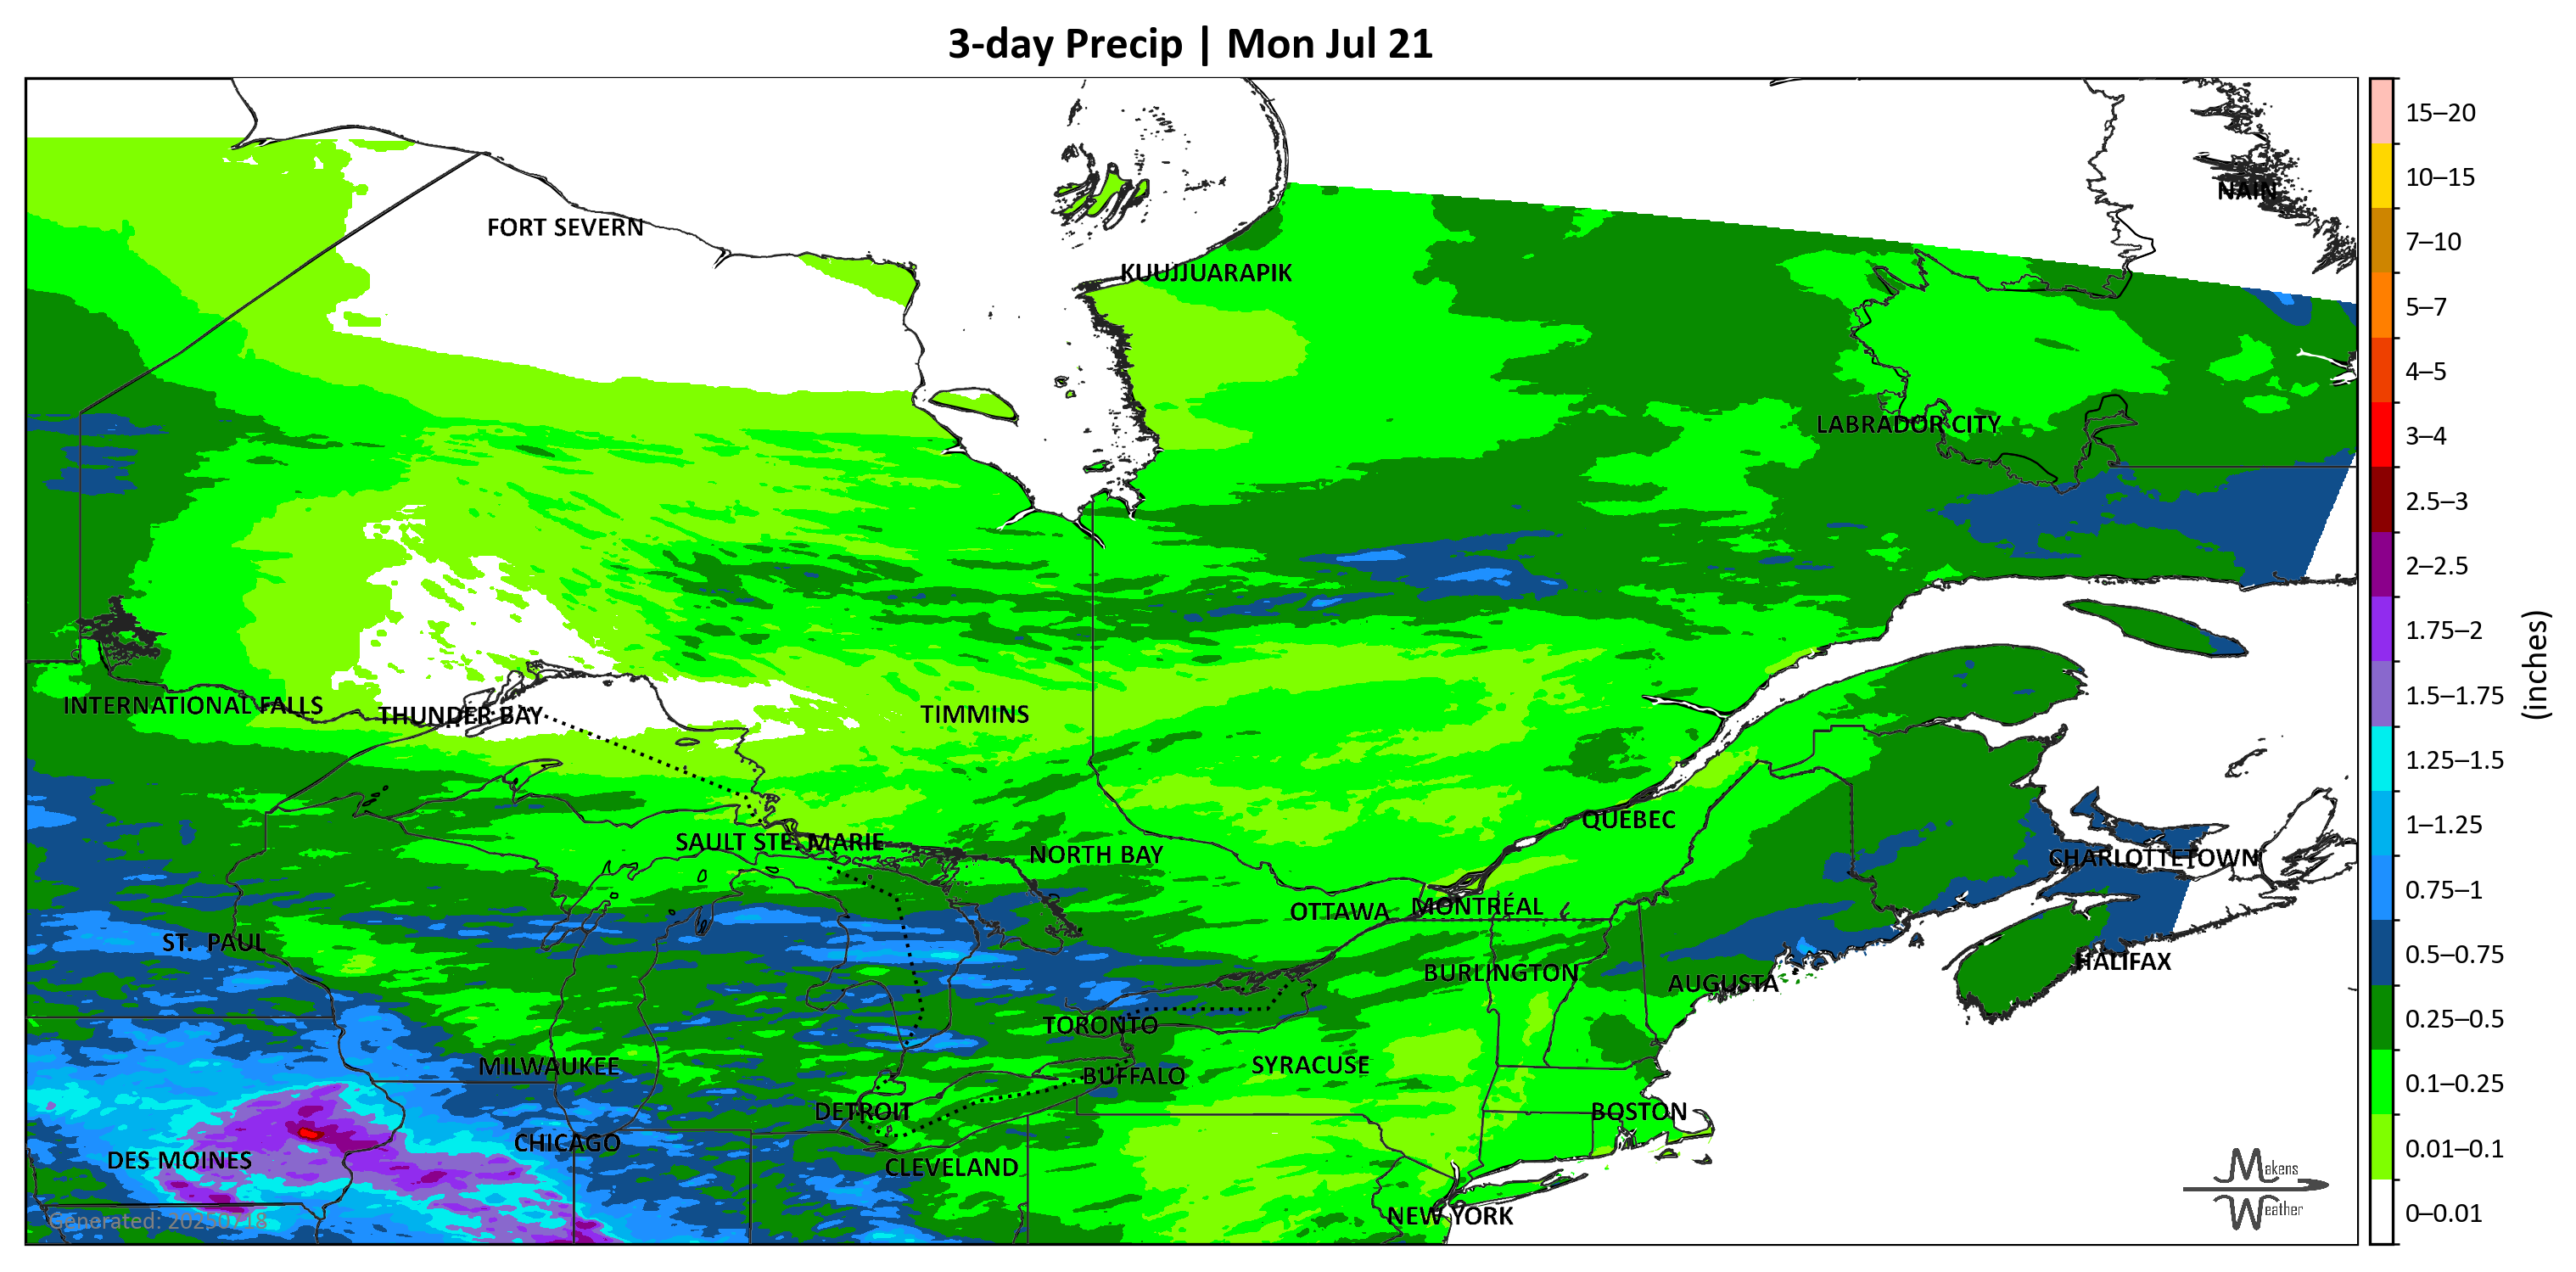 3-day Precip | Mon Jul 21
NAIN
FORT SEVERN
KUUJJUARAPIK
LABRADOR CITY
INTERNATIONAL FALLS
THUNDER BAY
TIMMINS
QUEBEC
SAULT STE. MARIE
NORTH BAY
CHARLOTTETOWN
OTTAWA
MONTRÉAL
ST. PAUL
HALIFAX
BURLINGTON
AUGUSTA
TORONTO
MILWAUKEE
SYRACUSE
BUFFALO
DETROIT
BOSTON
CHICAGO
DES MOINES
CLEVELAND
NEW YORK
Generated: 20250718
Makens
Weather
15–20
10–15
7–10
5–7
4–5
3–4
2.5–3
2–2.5
1.75–2
1.5–1.75
1.25–1.5
1–1.25
0.75–1
0.5–0.75
0.25–0.5
0.1–0.25
0.01–0.1
0–0.01
(inches)